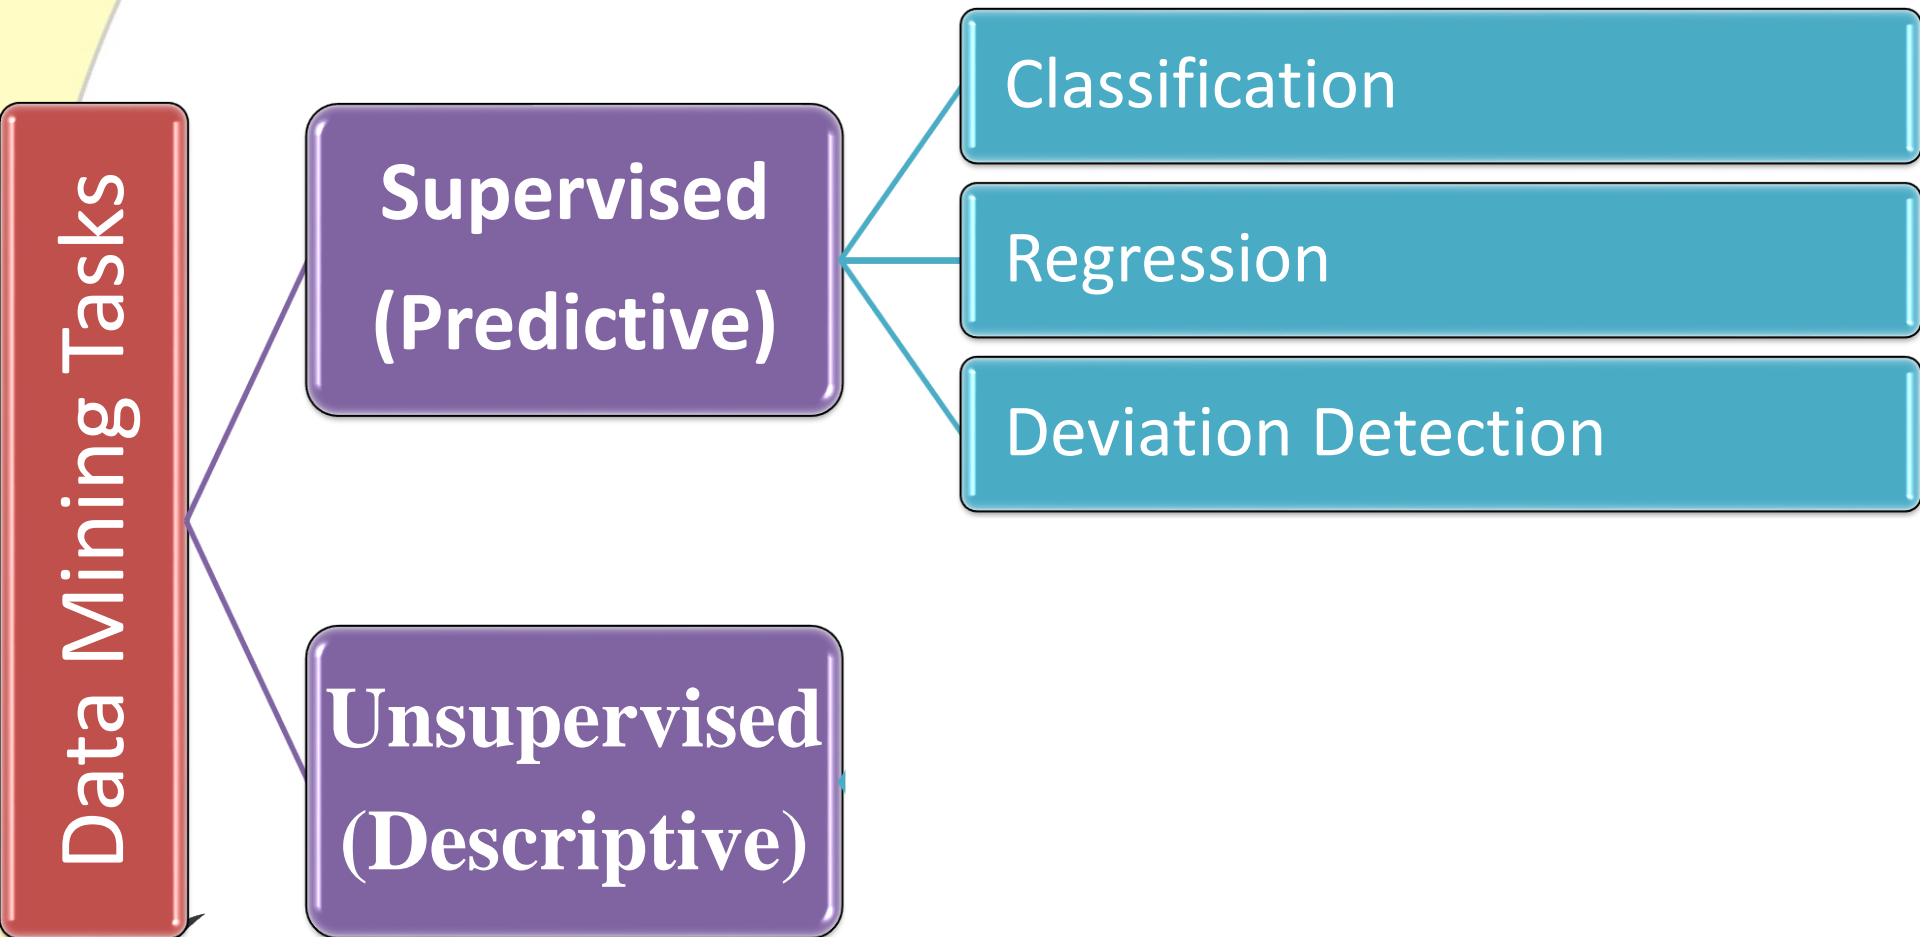 Data Mining Tasks
Supervised
(Predictive)
Classification
Regression
Deviation Detection
Unsupervised
(Descriptive)